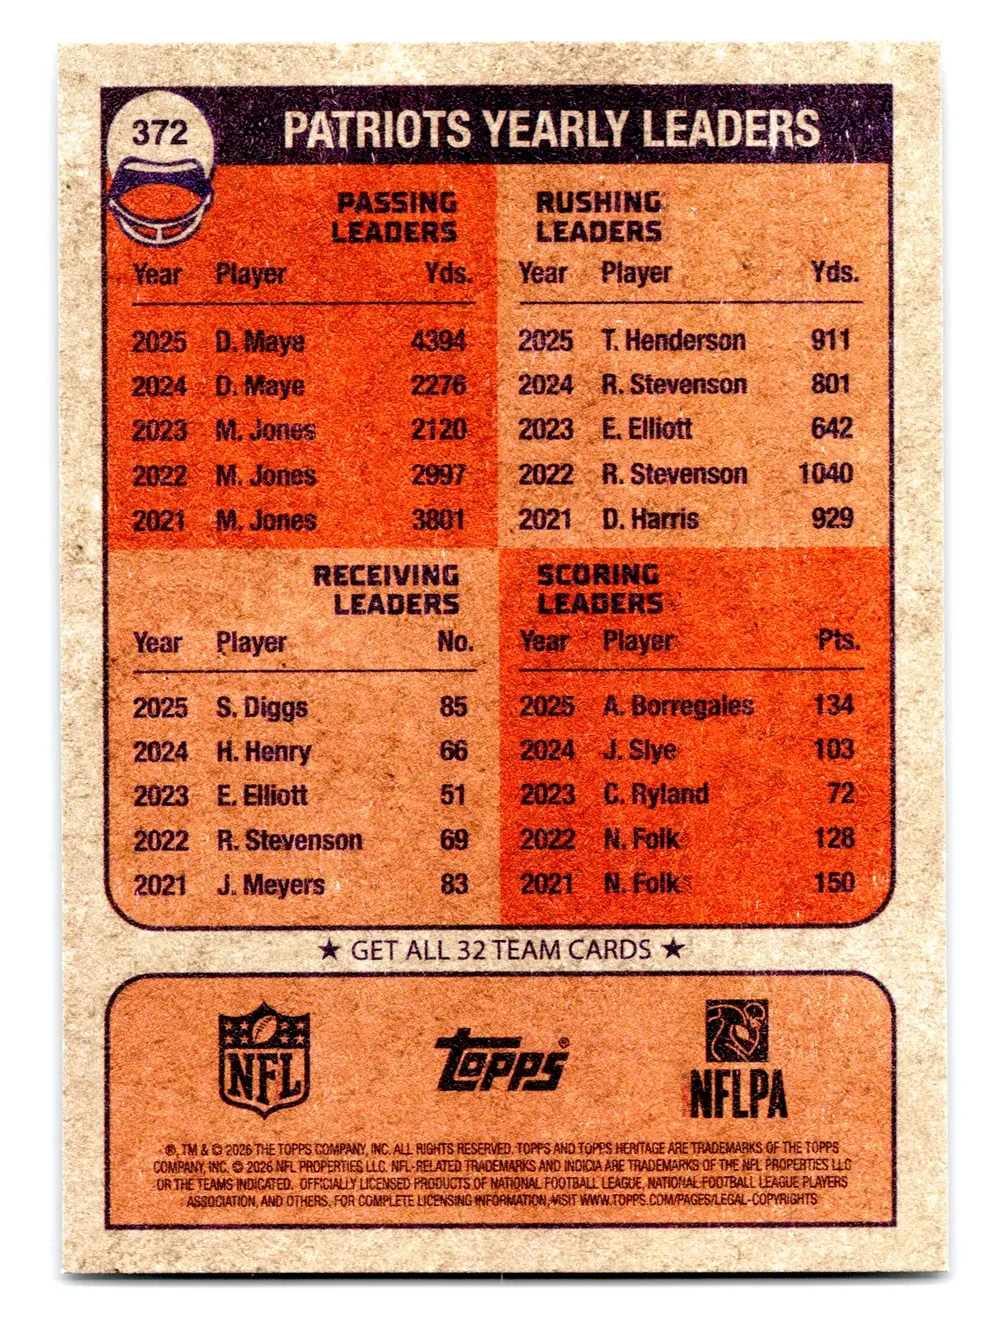 372
PATRIOTS YEARLY LEADERS
PASSING
LEADERS
Year Player Yds.
2025 D. Maye 4394
2024 D. Maye 2276
2023 M. Jones 2120
2022 M. Jones 2997
2021 M. Jones 3801
RUSHING
LEADERS
Year Player Yds.
2025 T. Henderson 911
2024 R. Stevenson 801
2023 E. Elliott 642
2022 R. Stevenson 1040
2021 D. Harris 929
RECEIVING
LEADERS
Year Player No.
2025 S. Diggs 85
2024 H. Henry 66
2023 E. Elliott 51
2022 R. Stevenson 69
2021 J. Meyers 83
SCORING
LEADERS
Year Player Pts.
2025 A. Borregales 134
2024 J. Slye 103
2023 C. Ryland 72
2022 N. Folk 128
2021 N. Folk 150
★ GET ALL 32 TEAM CARDS ★
NFL
topps®
NFLPA
®, TM & © 2026 THE TOPPS COMPANY, INC. ALL RIGHTS RESERVED. TOPPS AND TOPPS HERITAGE ARE TRADEMARKS OF THE TOPPS
COMPANY, INC. © 2026 NFL PROPERTIES LLC. NFL-RELATED TRADEMARKS AND INDICIA ARE TRADEMARKS OF THE NFL PROPERTIES LLC
OR THE TEAMS INDICATED. OFFICIALLY LICENSED PRODUCTS OF NATIONAL FOOTBALL LEAGUE, NATIONAL FOOTBALL LEAGUE PLAYERS
ASSOCIATION, AND OTHERS. FOR COMPLETE LICENSING INFORMATION, VISIT WWW.TOPPS.COM/PAGES/LEGAL-COPYRIGHTS